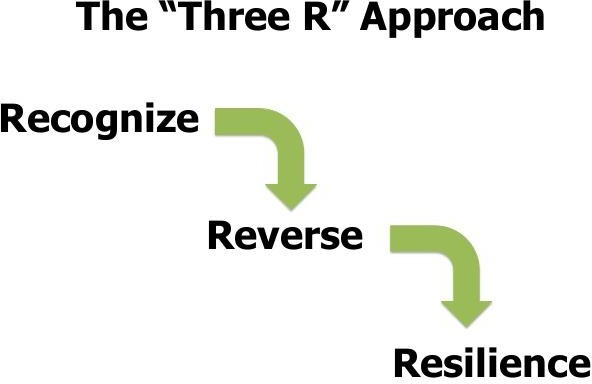 The “Three R” Approach
Recognize
Reverse
Resilience